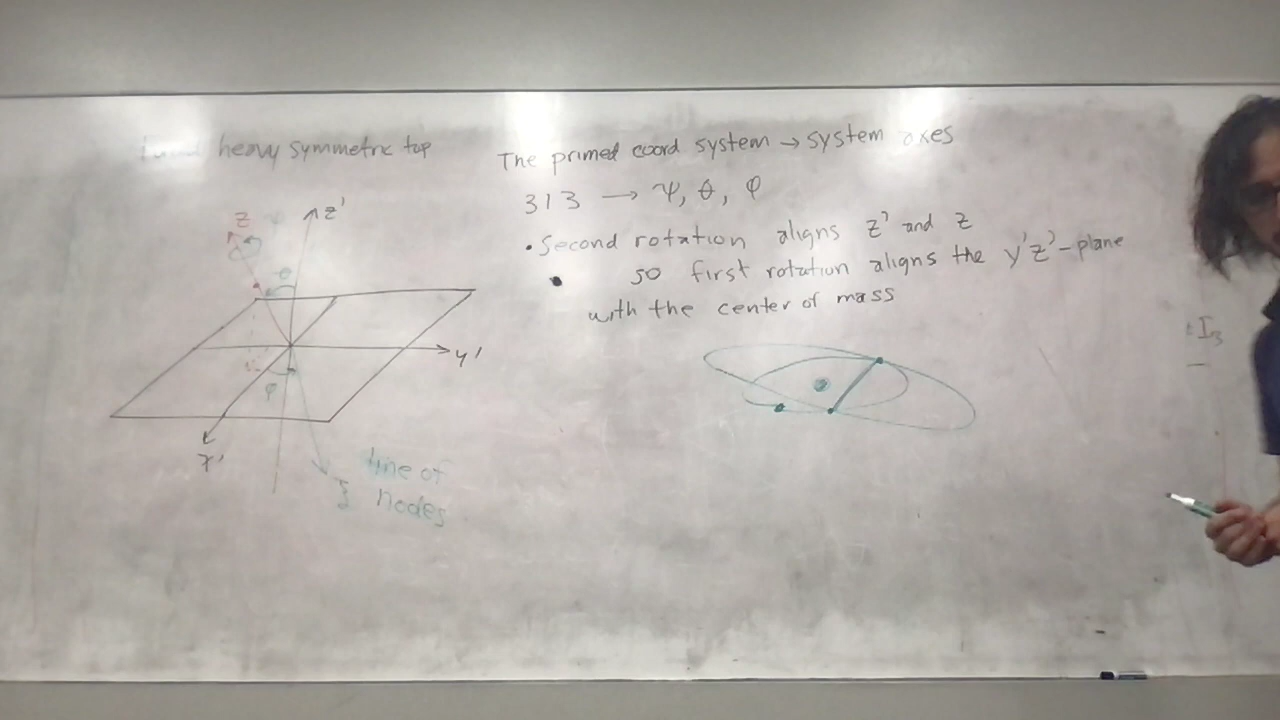 heavy symmetric top
The primed coord system → system axes
313 → ψ, θ, φ
• Second rotation aligns z' and z
• so first rotation aligns the y'z'-plane
with the center of mass
z
z'
θ
y'
φ
x'
line of
nodes
I₃